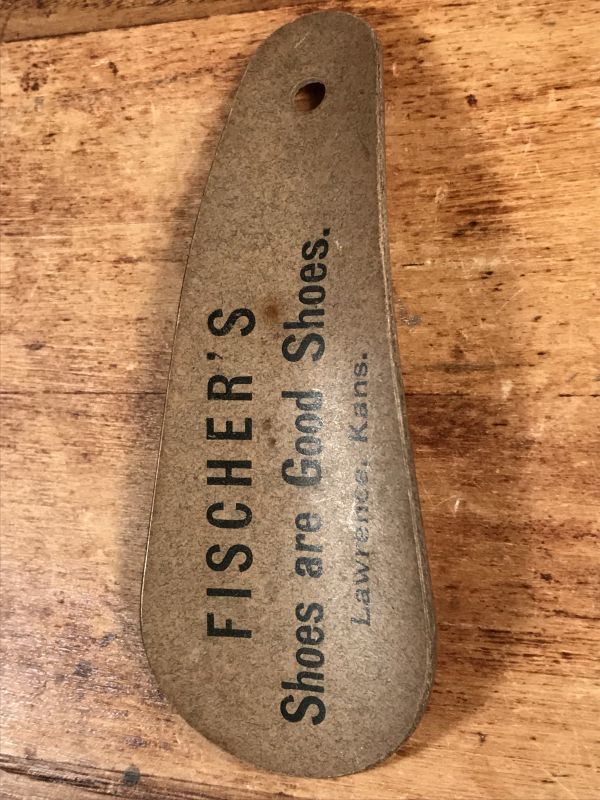 FISCHER'S
Shoes are Good Shoes.
Lawrence, Kans.